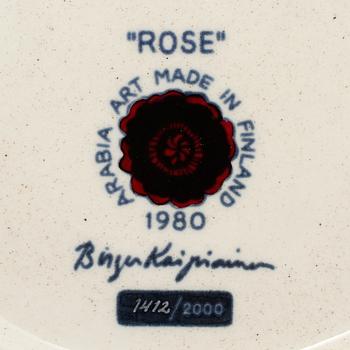 "ROSE"
ARABIA ART MADE IN FINLAND
1980
Birger Kaipiainen
1412/2000